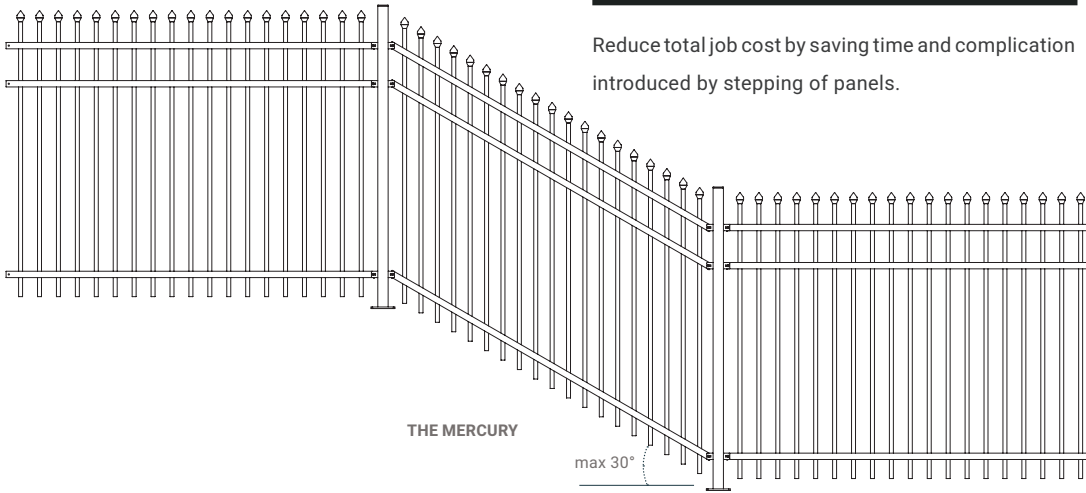 Reduce total job cost by saving time and complication
introduced by stepping of panels.
THE MERCURY
max 30°